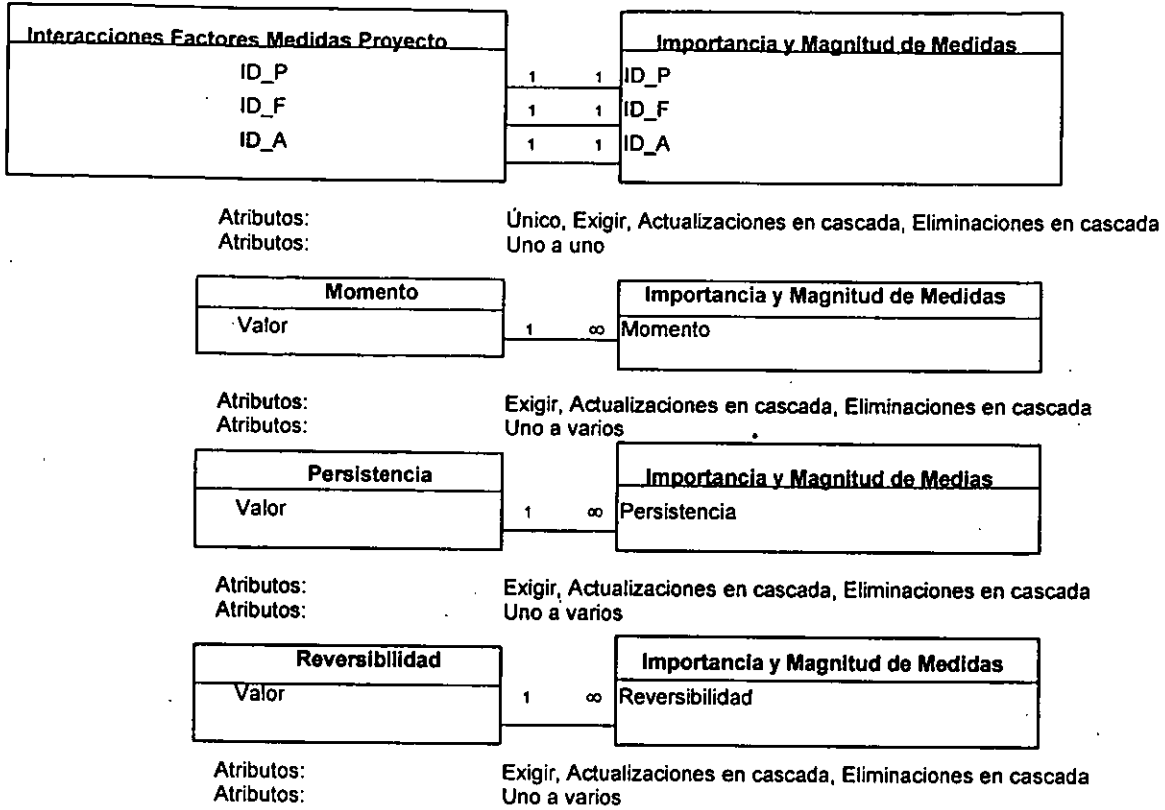 Interacciones Factores Medidas Proyecto Importancia y Magnitud de Medidas
ID_P 1 1 ID_P
ID_F 1 1 ID_F
ID_A 1 1 ID_A
Atributos: Único, Exigir, Actualizaciones en cascada, Eliminaciones en cascada
Atributos: Uno a uno
Momento Importancia y Magnitud de Medidas
Valor 1 ∞ Momento
Atributos: Exigir, Actualizaciones en cascada, Eliminaciones en cascada
Atributos: Uno a varios
Persistencia Importancia y Magnitud de Medias
Valor 1 ∞ Persistencia
Atributos: Exigir, Actualizaciones en cascada, Eliminaciones en cascada
Atributos: Uno a varios
Reversibilidad Importancia y Magnitud de Medidas
Valor 1 ∞ Reversibilidad
Atributos: Exigir, Actualizaciones en cascada, Eliminaciones en cascada
Atributos: Uno a varios